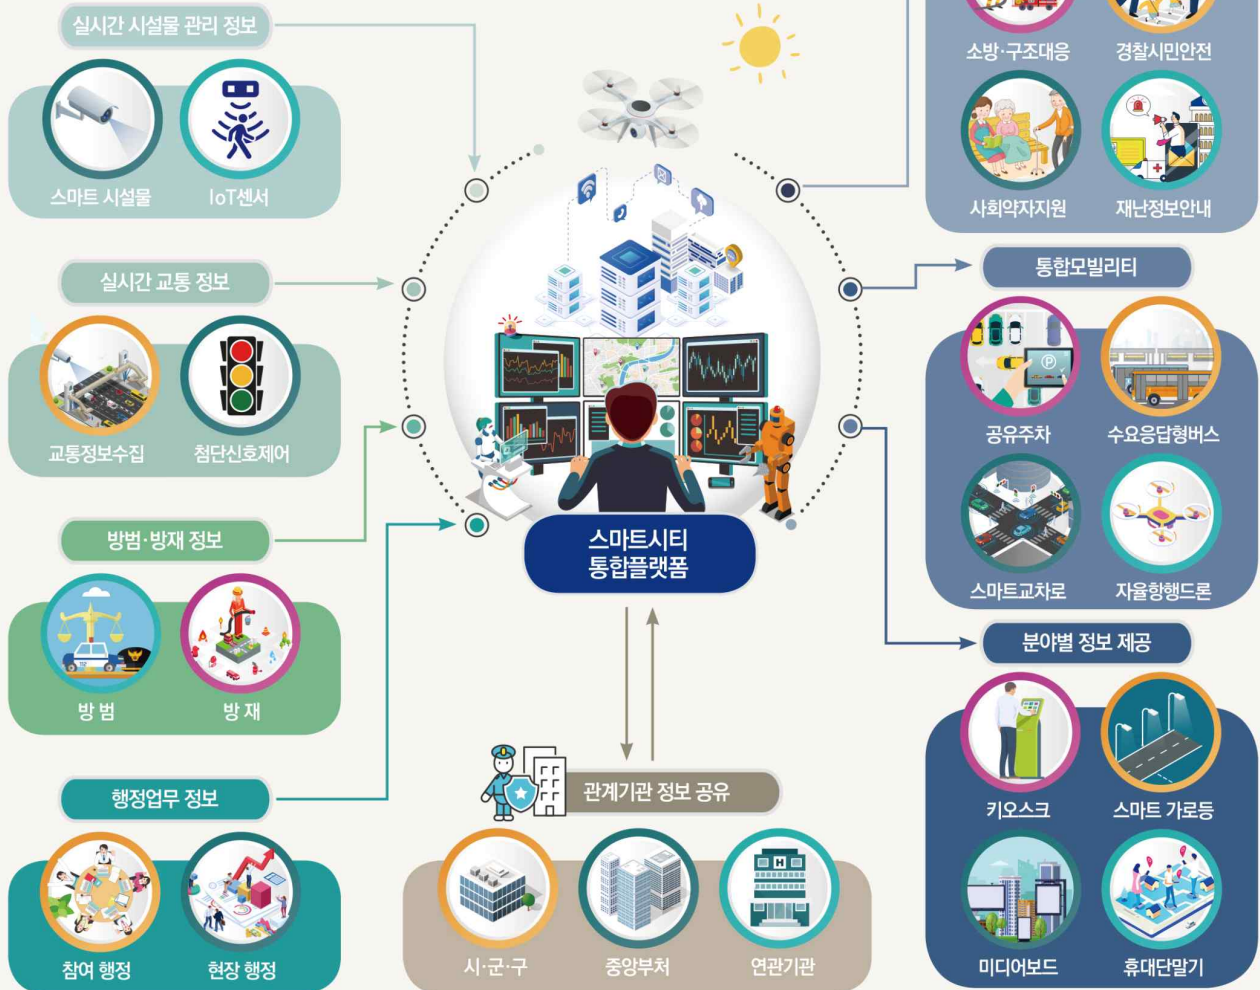 실시간 시설물 관리 정보
스마트 시설물
IoT센서
실시간 교통 정보
교통정보수집
첨단신호제어
방범·방재 정보
방 범
방 재
행정업무 정보
참여 행정
현장 행정
스마트시티
통합플랫폼
관계기관 정보 공유
시·군·구
중앙부처
연관기관
소방·구조대응
경찰시민안전
사회약자지원
재난정보안내
통합모빌리티
공유주차
수요응답형버스
스마트교차로
자율항행드론
분야별 정보 제공
키오스크
스마트 가로등
미디어보드
휴대단말기